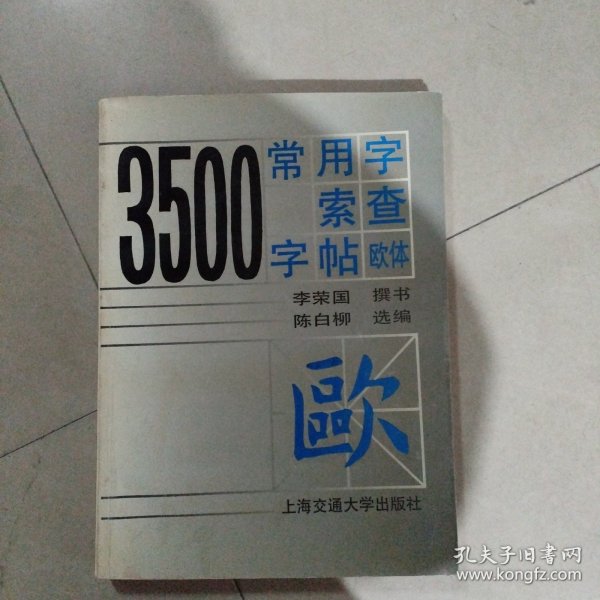 3500常用字
索查
字帖 欧体
李荣国 撰书
陈白柳 选编
歐
上海交通大学出版社
孔夫子旧书网
www.kongfz.com